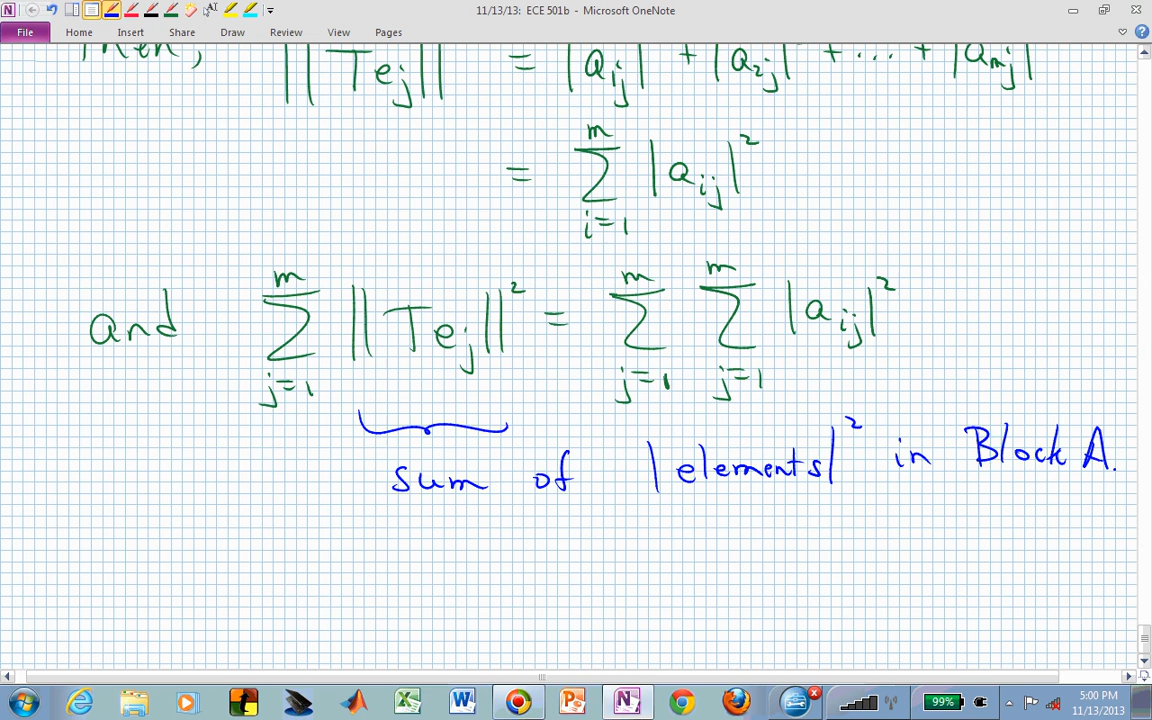 11/13/13: ECE 501b - Microsoft OneNote
File Home Insert Share Draw Review View Pages
Then, ||Tej|| = |a1j| + |a2j| + ... + |amj|
= m∑i=1 |aij|²
and m∑j=1 ||Tej||² = m∑j=1 m∑j=1 |aij|²
sum of |elements|² in Block A.
99%
5:00 PM
11/13/2013